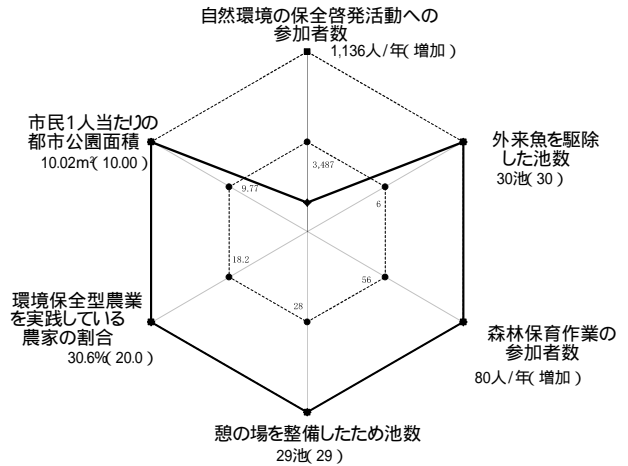 自然環境の保全啓発活動への
参加者数
1,136人/年(増加)
市民1人当たりの
都市公園面積
10.02㎡(10.00)
外来魚を駆除
した池数
30池(30)
3,487
9.77
6
18.2
56
28
環境保全型農業
を実践している
農家の割合
30.6%(20.0)
森林保育作業の
参加者数
80人/年(増加)
憩の場を整備したため池数
29池(29)